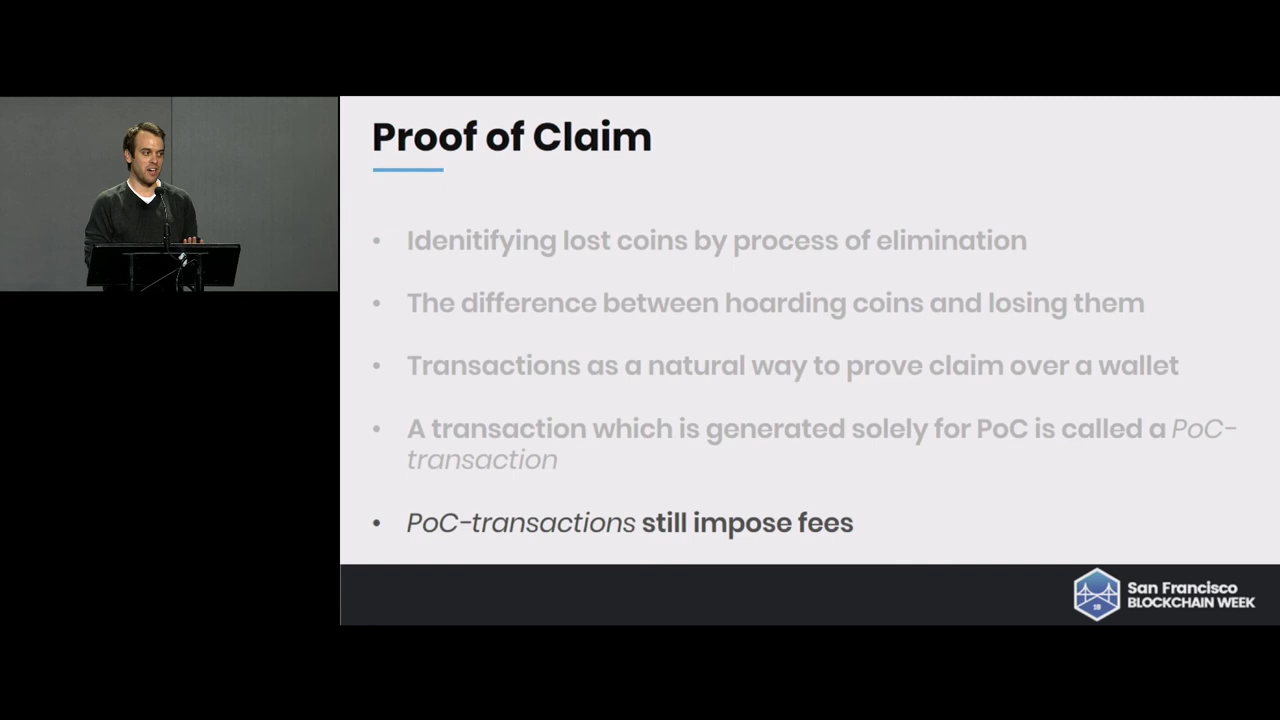 Proof of Claim
• Idenitifying lost coins by process of elimination
• The difference between hoarding coins and losing them
• Transactions as a natural way to prove claim over a wallet
• A transaction which is generated solely for PoC is called a PoC-
transaction
• PoC-transactions still impose fees
18
San Francisco
BLOCKCHAIN WEEK